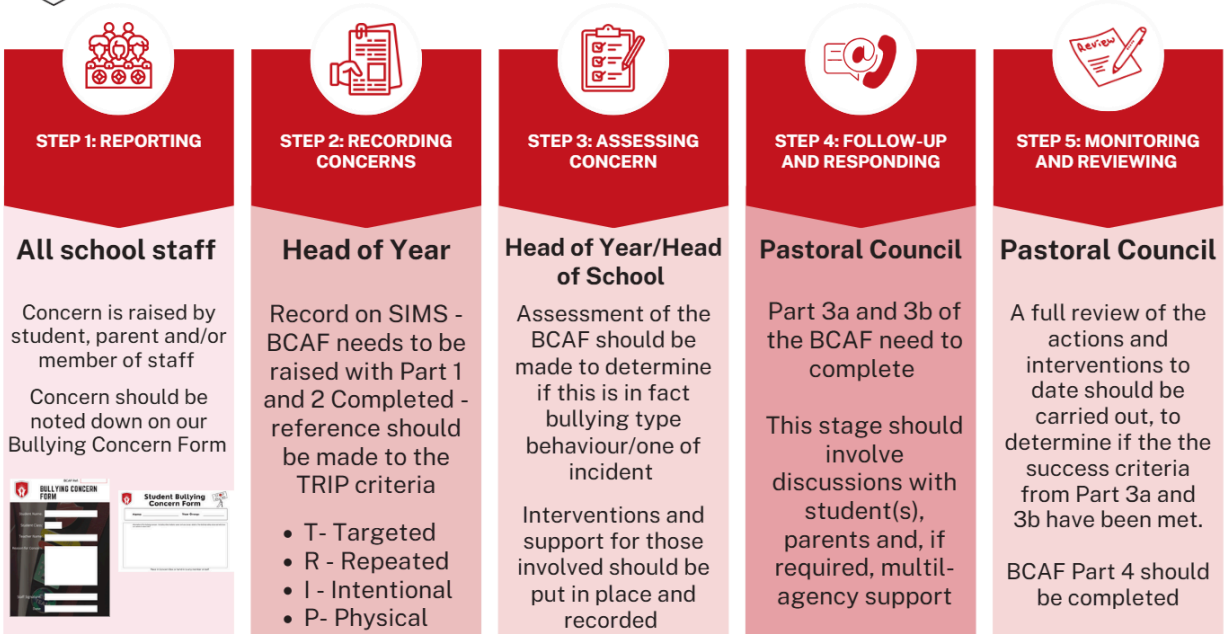 STEP 1: REPORTING
All school staff
Concern is raised by
student, parent and/or
member of staff
Concern should be
noted down on our
Bullying Concern Form
BULLYING CONCERN
FORM
Student Bullying
Concern Form
STEP 2: RECORDING
CONCERNS
Head of Year
Record on SIMS -
BCAF needs to be
raised with Part 1
and 2 Completed -
reference should
be made to the
TRIP criteria
• T- Targeted
• R - Repeated
• I - Intentional
• P- Physical
STEP 3: ASSESSING
CONCERN
Head of Year/Head
of School
Assessment of the
BCAF should be
made to determine
if this is in fact
bullying type
behaviour/one of
incident
Interventions and
support for those
involved should be
put in place and
recorded
STEP 4: FOLLOW-UP
AND RESPONDING
Pastoral Council
Part 3a and 3b of
the BCAF need to
complete
This stage should
involve
discussions with
student(s),
parents and, if
required, multil-
agency support
Review
STEP 5: MONITORING
AND REVIEWING
Pastoral Council
A full review of the
actions and
interventions to
date should be
carried out, to
determine if the the
success criteria
from Part 3a and
3b have been met.
BCAF Part 4 should
be completed